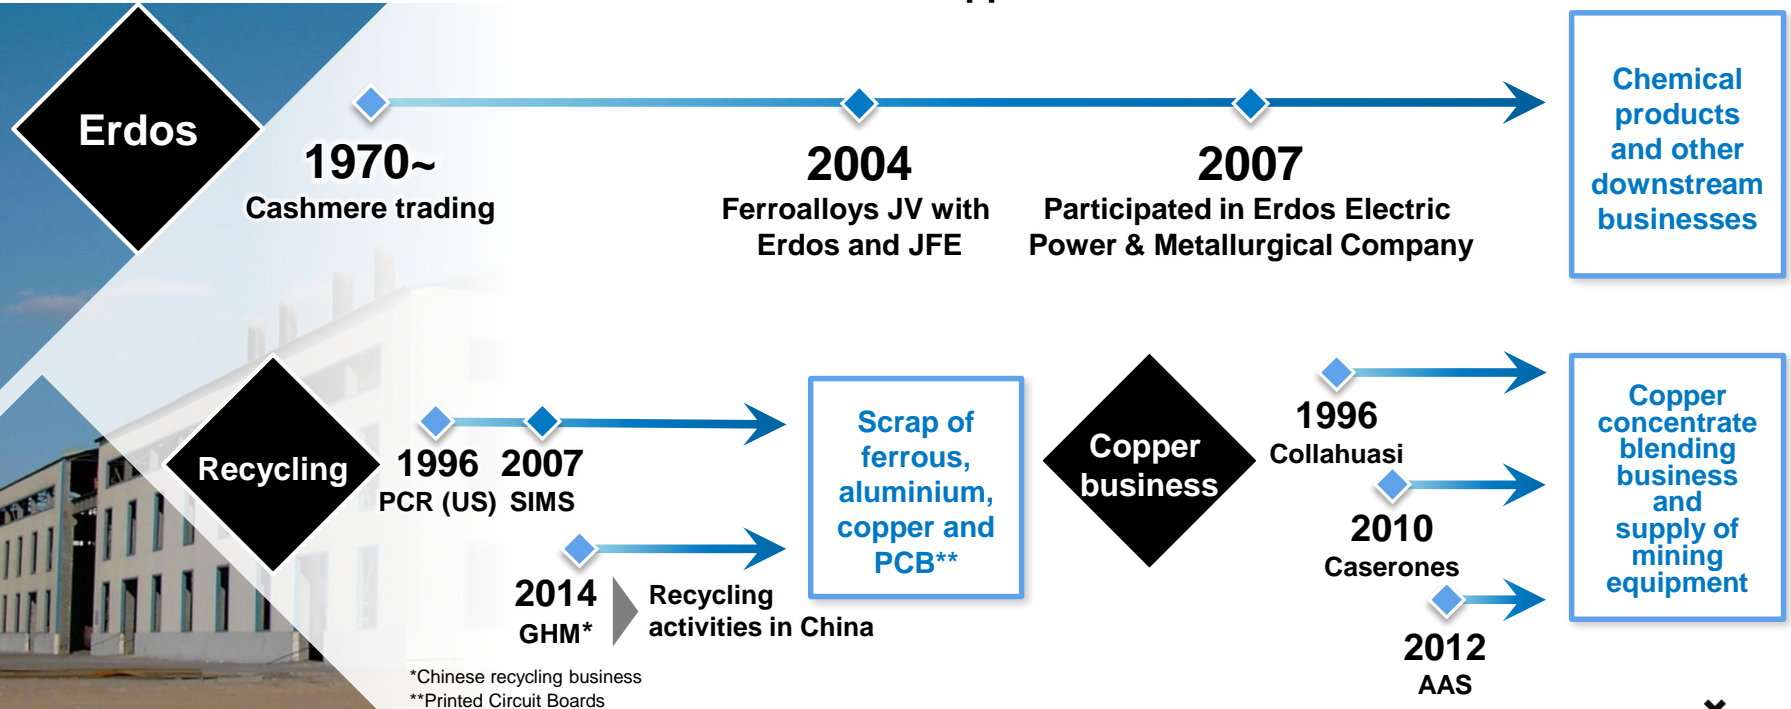 Erdos
1970~
Cashmere trading
2004
Ferroalloys JV with
Erdos and JFE
2007
Participated in Erdos Electric
Power & Metallurgical Company
Chemical
products
and other
downstream
businesses
Recycling
1996
PCR (US)
2007
SIMS
2014
GHM*
Recycling
activities in China
Scrap of
ferrous,
aluminium,
copper and
PCB**
*Chinese recycling business
**Printed Circuit Boards
Copper
business
1996
Collahuasi
2010
Caserones
2012
AAS
Copper
concentrate
blending
business
and
supply of
mining
equipment